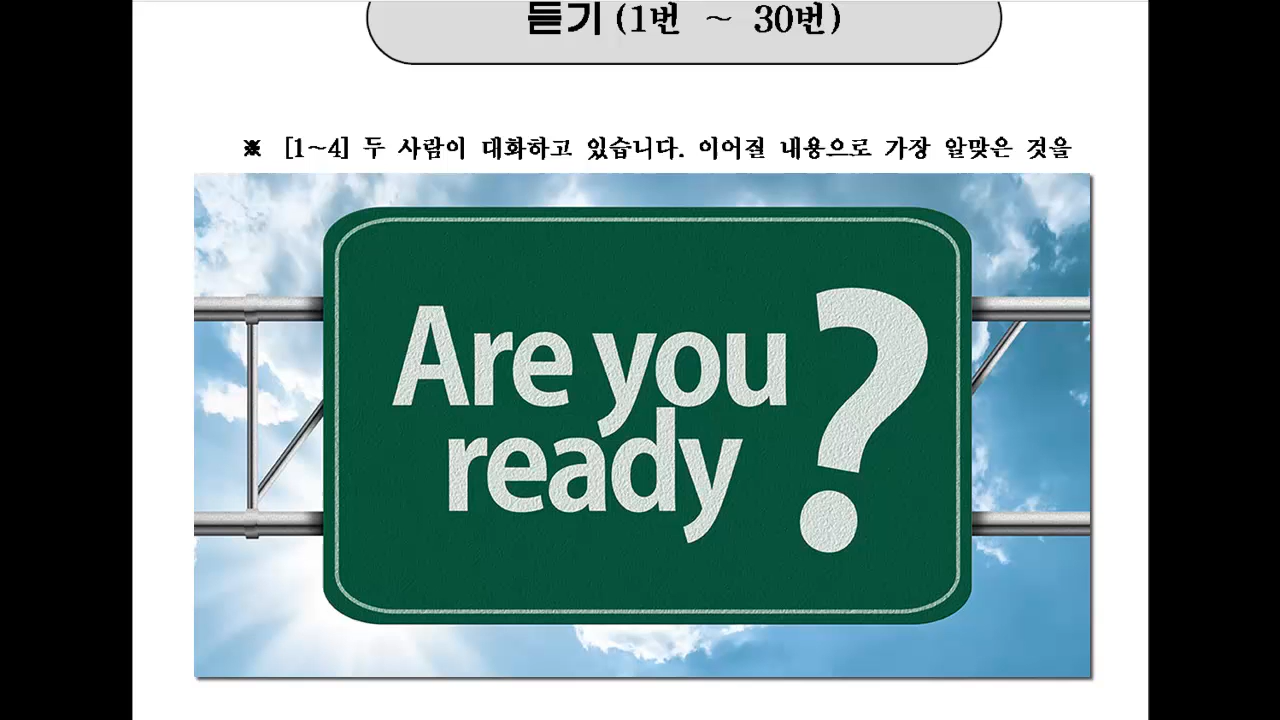 듣기 (1번 ~ 30번)
※ [1~4] 두 사람이 대화하고 있습니다. 이어질 내용으로 가장 알맞은 것을
Are you
ready?